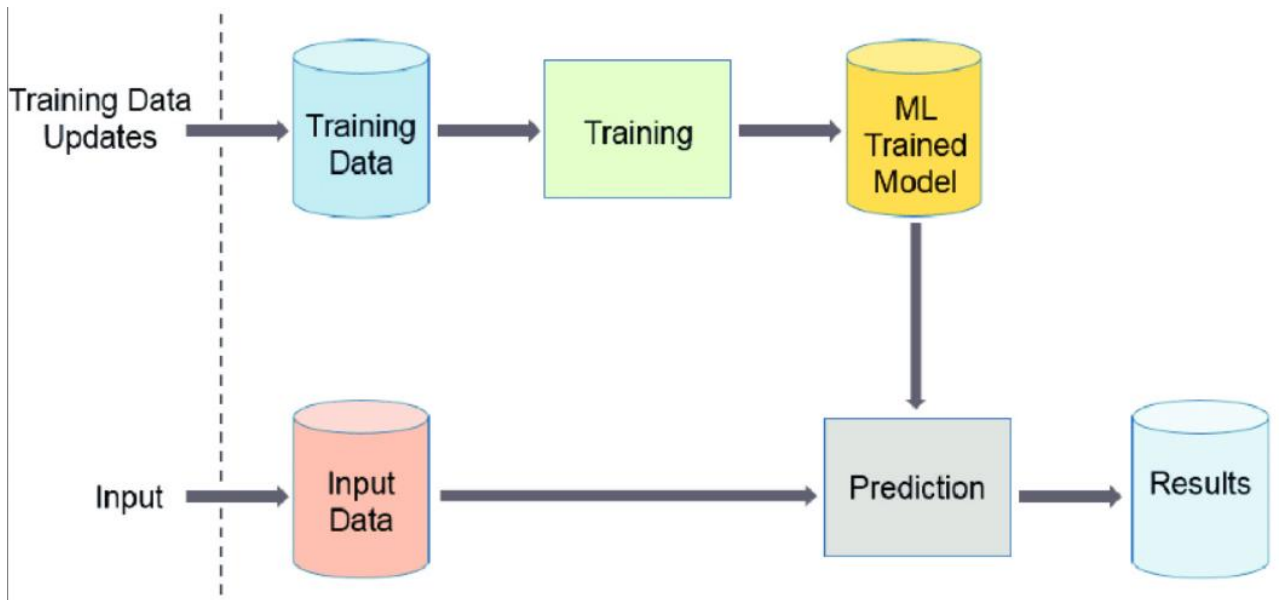 Training Data
Updates
Training
Data
Training
ML
Trained
Model
Input
Input
Data
Prediction
Results